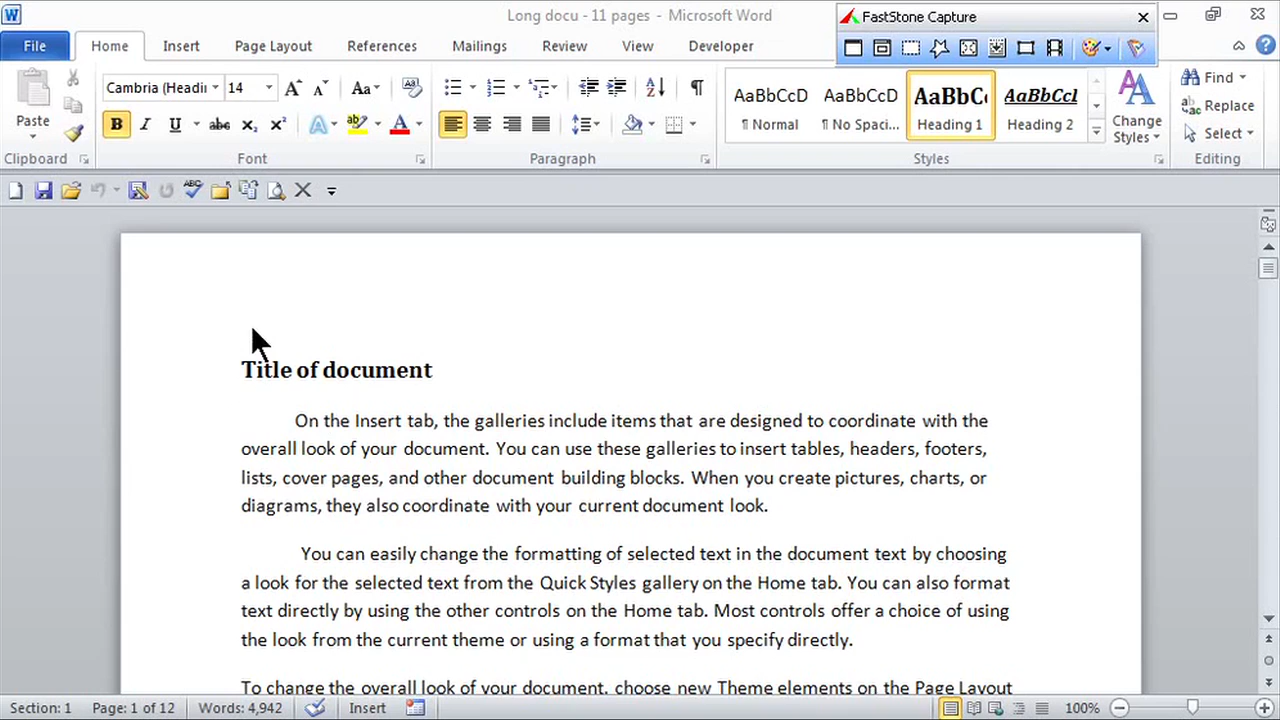 Long docu - 11 pages - Microsoft Word
FastStone Capture
File Home Insert Page Layout References Mailings Review View Developer
Cambria (Headi 14 Aa
AaBbCcD AaBbCcD AaBbCc AaBbCcl
Find
Paste
Replace
B I U abc x₂ x² A ab A
¶ Normal ¶ No Spaci... Heading 1 Heading 2
Change Styles
Select
Clipboard Font Paragraph Styles Editing
Title of document
On the Insert tab, the galleries include items that are designed to coordinate with the
overall look of your document. You can use these galleries to insert tables, headers, footers,
lists, cover pages, and other document building blocks. When you create pictures, charts, or
diagrams, they also coordinate with your current document look.
You can easily change the formatting of selected text in the document text by choosing
a look for the selected text from the Quick Styles gallery on the Home tab. You can also format
text directly by using the other controls on the Home tab. Most controls offer a choice of using
the look from the current theme or using a format that you specify directly.
To change the overall look of your document, choose new Theme elements on the Page Layout
Section: 1 Page: 1 of 12 Words: 4,942 Insert 100%